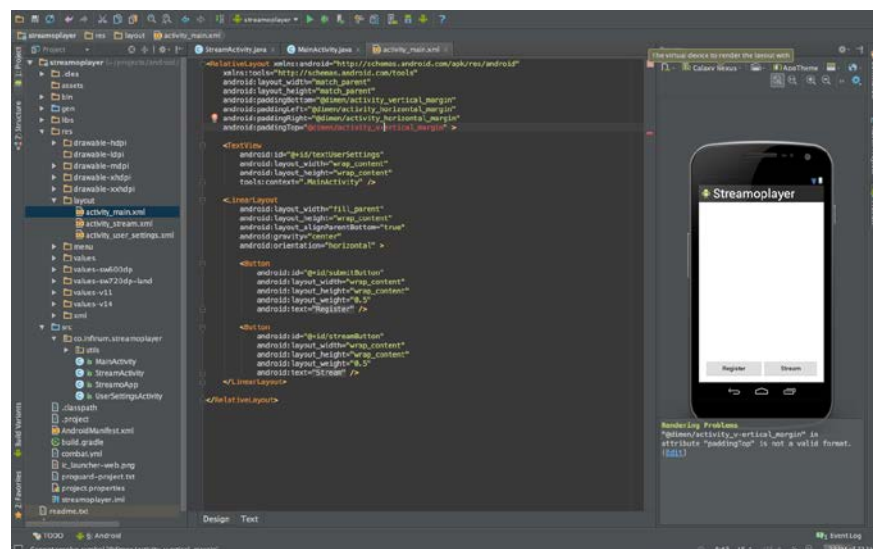 streamoplayer
streamoplayer res layout activity_main.xml
Project
StreamActivity.java MainActivity.java activity_main.xml
The virtual device to render the layout with
Galaxy Nexus AppTheme
1: Project
2: Structure
Build Variants
2: Favorites
streamoplayer
.idea
assets
bin
gen
libs
res
drawable-hdpi
drawable-ldpi
drawable-mdpi
drawable-xhdpi
drawable-xxhdpi
layout
activity_main.xml
activity_stream.xml
activity_user_settings.xml
menu
values
values-sw600dp
values-sw720dp-land
values-v11
values-v14
xml
src
co.infinum.streamoplayer
utils
MainActivity
StreamActivity
StreamoApp
UserSettingsActivity
.classpath
.project
AndroidManifest.xml
build.gradle
combat.yml
ic_launcher-web.png
proguard-project.txt
project.properties
streamoplayer.iml
readme.txt
<RelativeLayout xmlns:android="http://schemas.android.com/apk/res/android"
xmlns:tools="http://schemas.android.com/tools"
android:layout_width="match_parent"
android:layout_height="match_parent"
android:paddingBottom="@dimen/activity_vertical_margin"
android:paddingLeft="@dimen/activity_horizontal_margin"
android:paddingRight="@dimen/activity_horizontal_margin"
android:paddingTop="@dimen/activity_v-ertical_margin" >
<TextView
android:id="@+id/textUserSettings"
android:layout_width="wrap_content"
android:layout_height="wrap_content"
tools:context=".MainActivity" />
<LinearLayout
android:layout_width="fill_parent"
android:layout_height="wrap_content"
android:layout_alignParentBottom="true"
android:gravity="center"
android:orientation="horizontal" >
<Button
android:id="@+id/submitButton"
android:layout_width="wrap_content"
android:layout_height="wrap_content"
android:layout_weight="0.5"
android:text="Register" />
<Button
android:id="@+id/streamButton"
android:layout_width="wrap_content"
android:layout_height="wrap_content"
android:layout_weight="0.5"
android:text="Stream" />
</LinearLayout>
</RelativeLayout>
Streamoplayer
Register Stream
Rendering Problems
"@dimen/activity_v-ertical_margin" in
attribute "paddingTop" is not a valid format.
(Edit)
Design Text
TODO 6: Android
Event Log